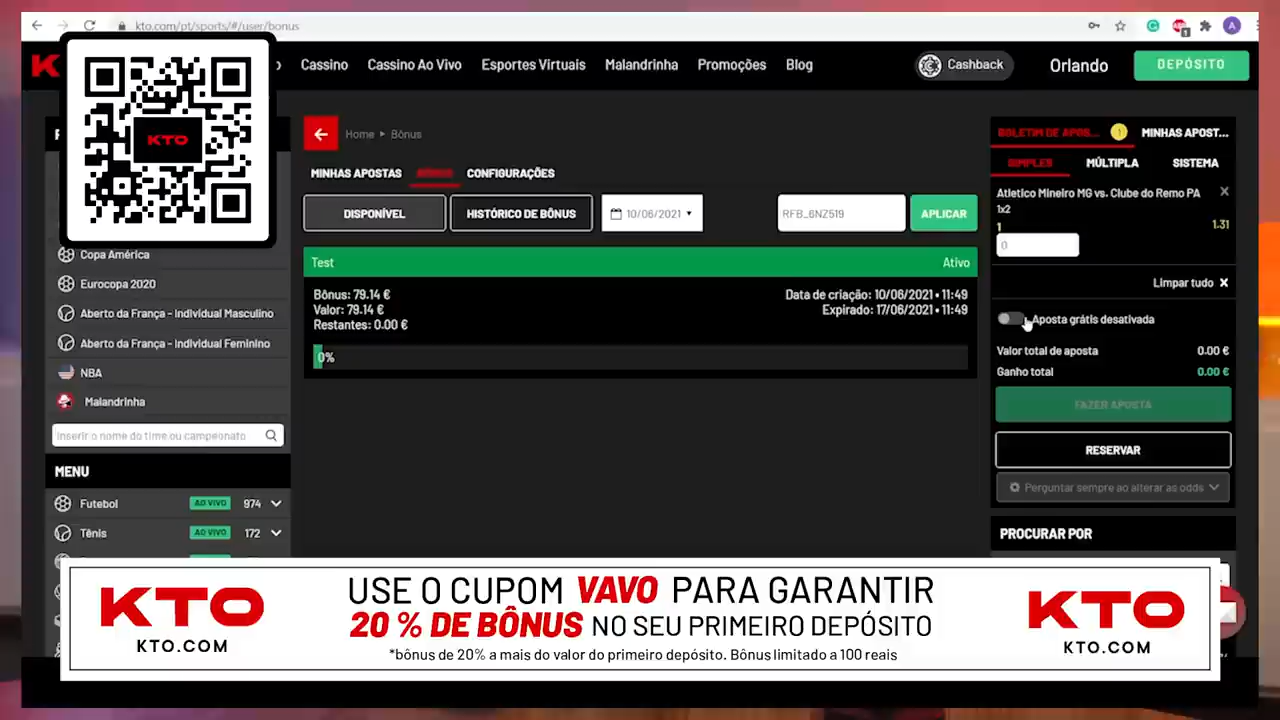 kto.com/pt/sports/#/user/bonus
K
Cassino
Cassino Ao Vivo
Esportes Virtuais
Malandrinha
Promoções
Blog
Cashback
Orlando
DEPÓSITO
KTO
Home ▸ Bônus
MINHAS APOSTAS
BÔNUS
CONFIGURAÇÕES
DISPONÍVEL
HISTÓRICO DE BÔNUS
10/06/2021
RFB_6NZ519
APLICAR
Test
Ativo
Bônus: 79.14 €
Valor: 79.14 €
Restantes: 0.00 €
Data de criação: 10/06/2021 • 11:49
Expirado: 17/06/2021 • 11:49
0%
Copa América
Eurocopa 2020
Aberto da França - Individual Masculino
Aberto da França - Individual Feminino
NBA
Malandrinha
Inserir o nome do time ou campeonato
MENU
Futebol AO VIVO 974
Tênis AO VIVO 172
BOLETIM DE APOS... 1
MINHAS APOST...
SIMPLES
MÚLTIPLA
SISTEMA
Atletico Mineiro MG vs. Clube do Remo PA
1x2
1 1.31
0
Limpar tudo ×
Aposta grátis desativada
Valor total de aposta 0.00 €
Ganho total 0.00 €
FAZER APOSTA
RESERVAR
Perguntar sempre ao alterar as odds
PROCURAR POR
KTO
KTO.COM
USE O CUPOM VAVO PARA GARANTIR
20 % DE BÔNUS NO SEU PRIMEIRO DEPÓSITO
*bônus de 20% a mais do valor do primeiro depósito. Bônus limitado a 100 reais
KTO
KTO.COM